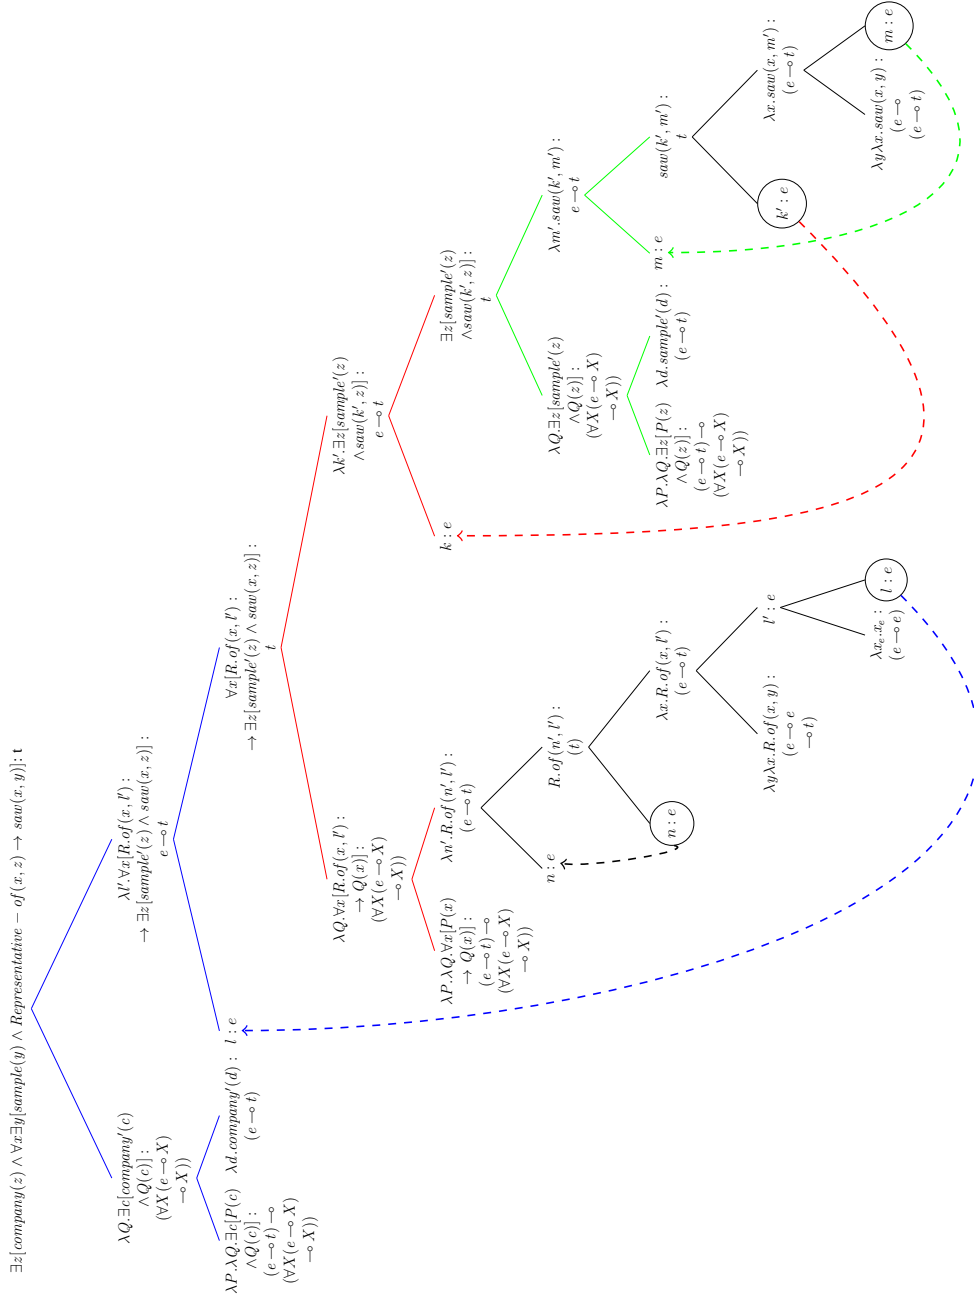 ∃z[company(z) ∧ ∀x∃y[sample(y) ∧ Representative − of(x, z) → saw(x, y)]: t
λQ.∃c[company′(c)
∧Q(c)] :
(∀X(e ⊸ X)
⊸ X))
λl′.∀x[R.of(x, l′) :
→ ∃z[sample′(z) ∧ saw(x, z)] :
e ⊸ t
λP.λQ.∃c[P(c)
∧Q(c)] :
(e ⊸ t) ⊸
(∀X(e ⊸ X)
⊸ X))
λd.company′(d) :
(e ⊸ t)
l : e
∀x[R.of(x, l′) :
→ ∃z[sample′(z) ∧ saw(x, z)] :
t
λQ.∀x[R.of(x, l′) :
→ Q(x)] :
(∀X(e ⊸ X)
⊸ X))
λk′.∃z[sample′(z)
∧saw(k′, z)] :
e ⊸ t
λP.λQ.∀x[P(x)
→ Q(x)] :
(e ⊸ t) ⊸
(∀X(e ⊸ X)
⊸ X))
λn′.R.of(n′, l′) :
(e ⊸ t)
k : e
∃z[sample′(z)
∧saw(k′, z)] :
t
n : e
R.of(n′, l′) :
(t)
λQ.∃z[sample′(z)
∧Q(z)] :
(∀X(e ⊸ X)
⊸ X))
λm′.saw(k′, m′) :
e ⊸ t
n : e
λx.R.of(x, l′) :
(e ⊸ t)
λP.λQ.∃z[P(z)
∧Q(z)] :
(e ⊸ t) ⊸
(∀X(e ⊸ X)
⊸ X))
λd.sample′(d) :
(e ⊸ t)
m : e
saw(k′, m′) :
t
λyλx.R.of(x, y) :
(e ⊸ e
⊸ t)
l′ : e
k′ : e
λx.saw(x, m′) :
(e ⊸ t)
λxₑ.xₑ :
(e ⊸ e)
l : e
λyλx.saw(x, y) :
(e ⊸
(e ⊸ t)
m : e